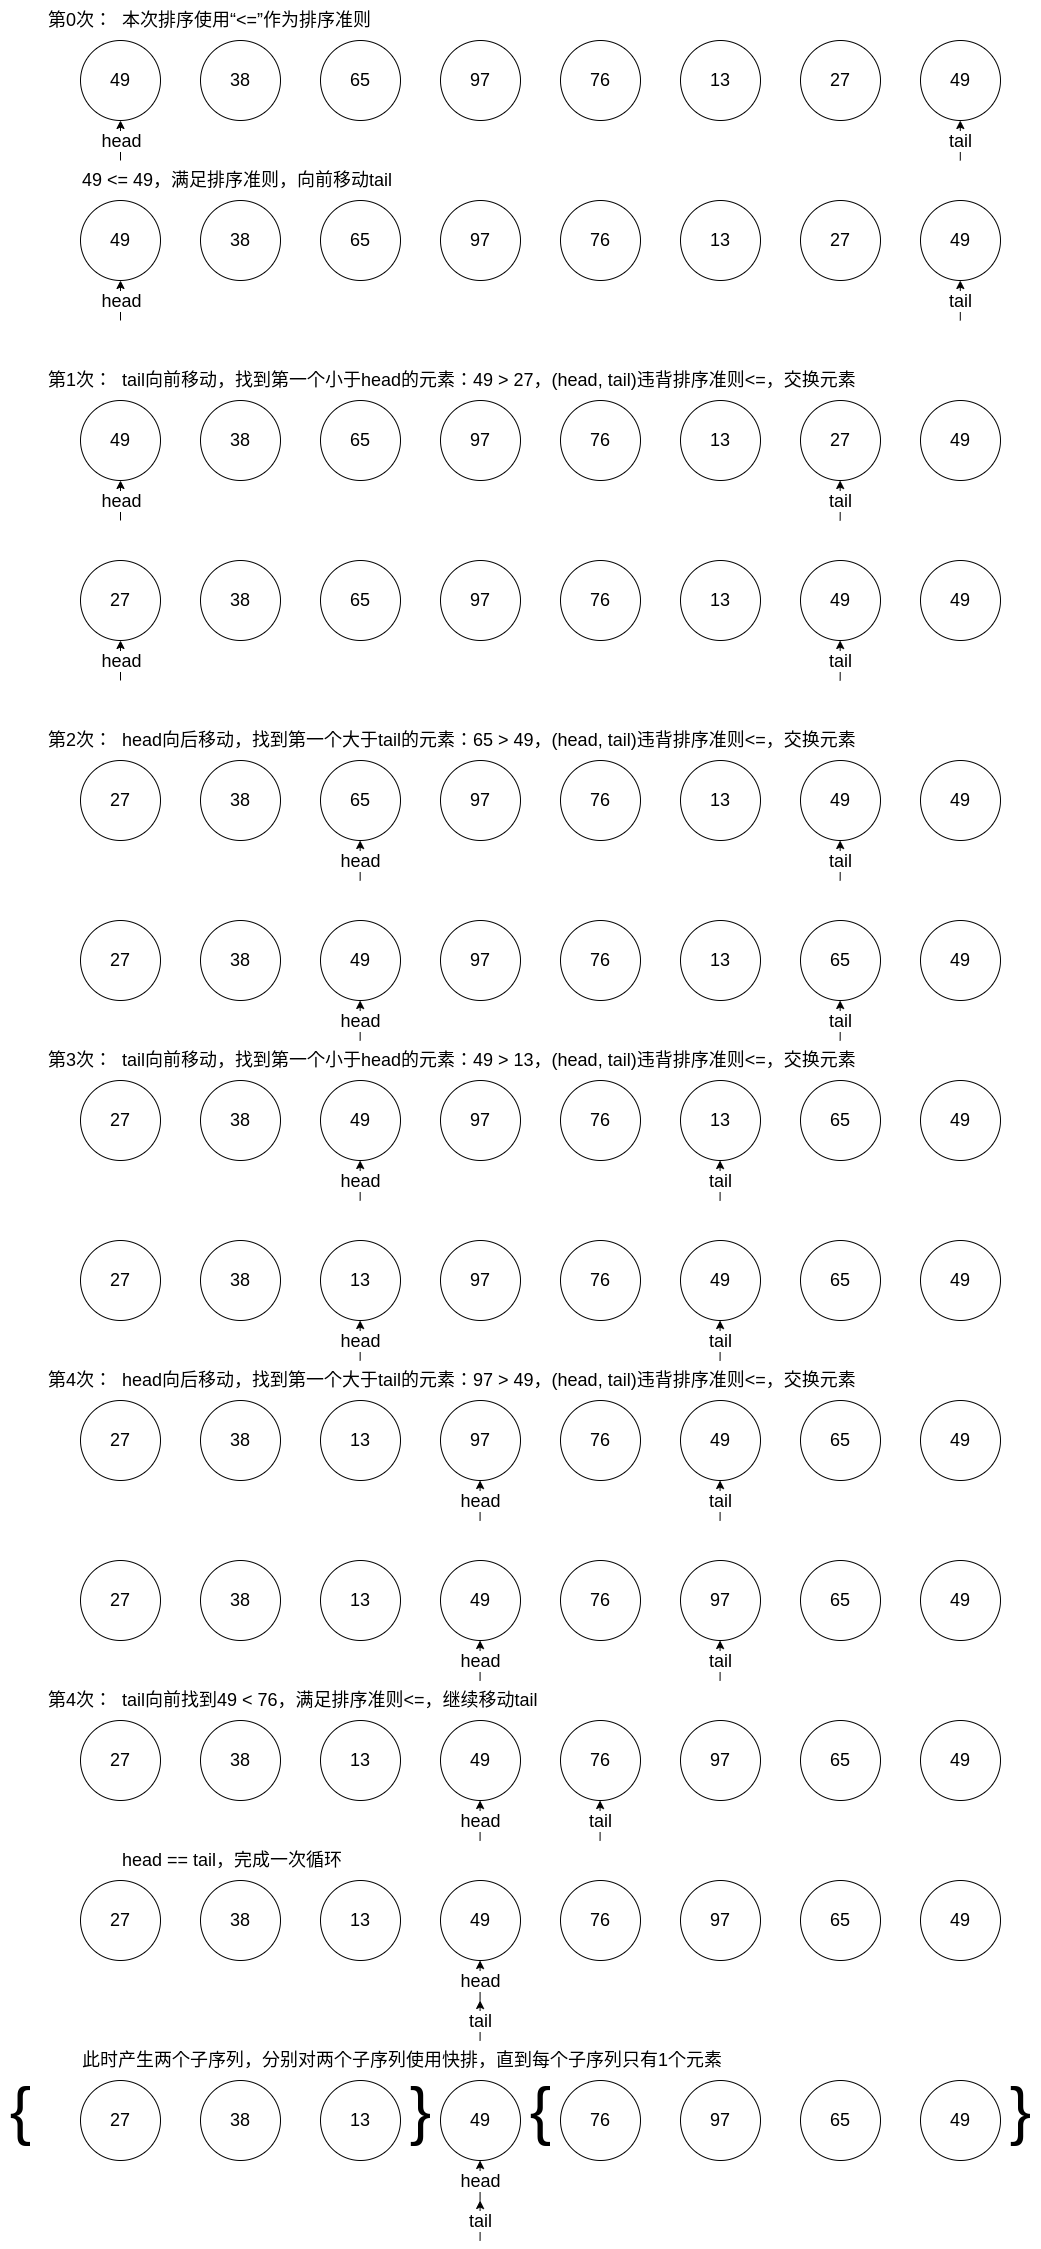 第0次： 本次排序使用“<=”作为排序准则
49 38 65 97 76 13 27 49
head tail
49 <= 49，满足排序准则，向前移动tail
49 38 65 97 76 13 27 49
head tail
第1次： tail向前移动，找到第一个小于head的元素：49 > 27，(head, tail)违背排序准则<=，交换元素
49 38 65 97 76 13 27 49
head tail
27 38 65 97 76 13 49 49
head tail
第2次： head向后移动，找到第一个大于tail的元素：65 > 49，(head, tail)违背排序准则<=，交换元素
27 38 65 97 76 13 49 49
head tail
27 38 49 97 76 13 65 49
head tail
第3次： tail向前移动，找到第一个小于head的元素：49 > 13，(head, tail)违背排序准则<=，交换元素
27 38 49 97 76 13 65 49
head tail
27 38 13 97 76 49 65 49
head tail
第4次： head向后移动，找到第一个大于tail的元素：97 > 49，(head, tail)违背排序准则<=，交换元素
27 38 13 97 76 49 65 49
head tail
27 38 13 49 76 97 65 49
head tail
第4次： tail向前找到49 < 76，满足排序准则<=，继续移动tail
27 38 13 49 76 97 65 49
head tail
head == tail，完成一次循环
27 38 13 49 76 97 65 49
head
tail
此时产生两个子序列，分别对两个子序列使用快排，直到每个子序列只有1个元素
{ 27 38 13 } 49 { 76 97 65 49 }
head
tail